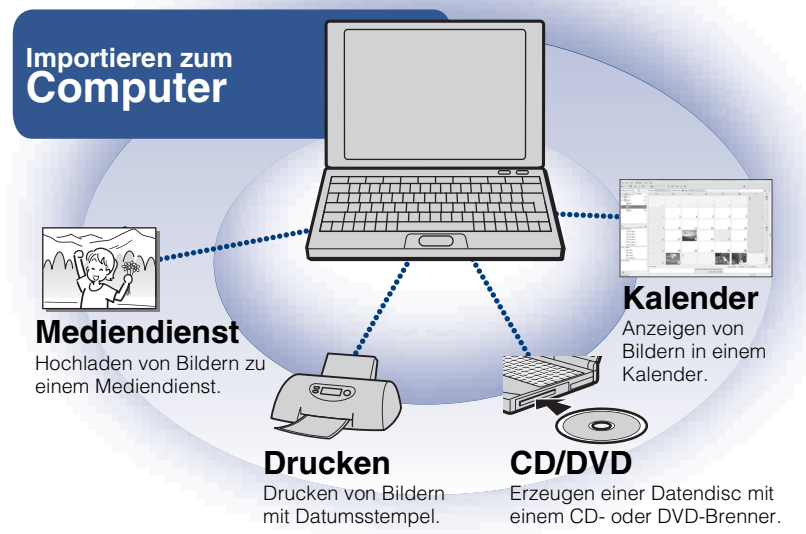 Importieren zum
Computer
Mediendienst
Hochladen von Bildern zu
einem Mediendienst.
Kalender
Anzeigen von
Bildern in einem
Kalender.
Drucken
Drucken von Bildern
mit Datumsstempel.
CD/DVD
Erzeugen einer Datendisc mit
einem CD- oder DVD-Brenner.